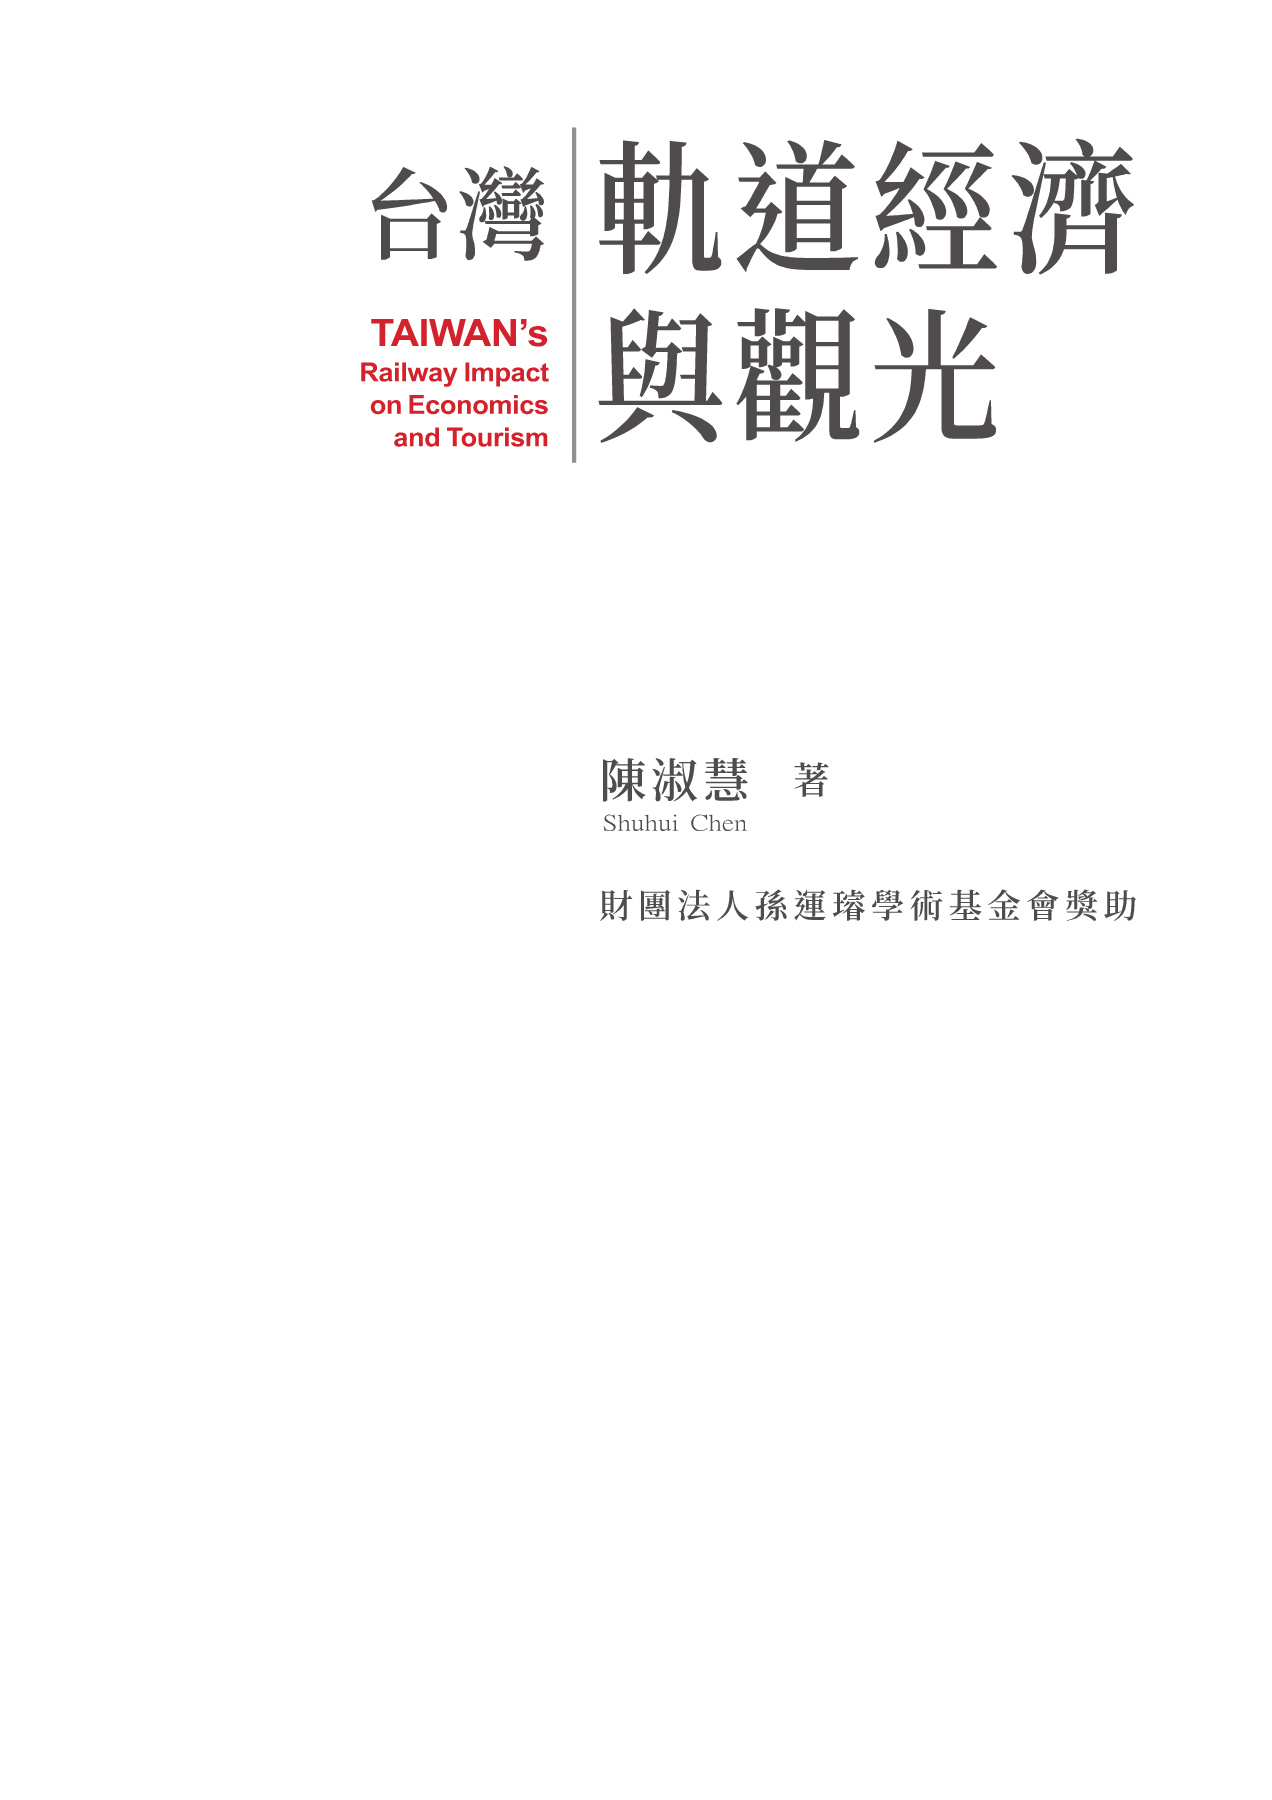 台灣
軌道經濟
與觀光
TAIWAN’s
Railway Impact
on Economics
and Tourism
陳淑慧 著
Shuhui Chen
財團法人孫運璿學術基金會獎助